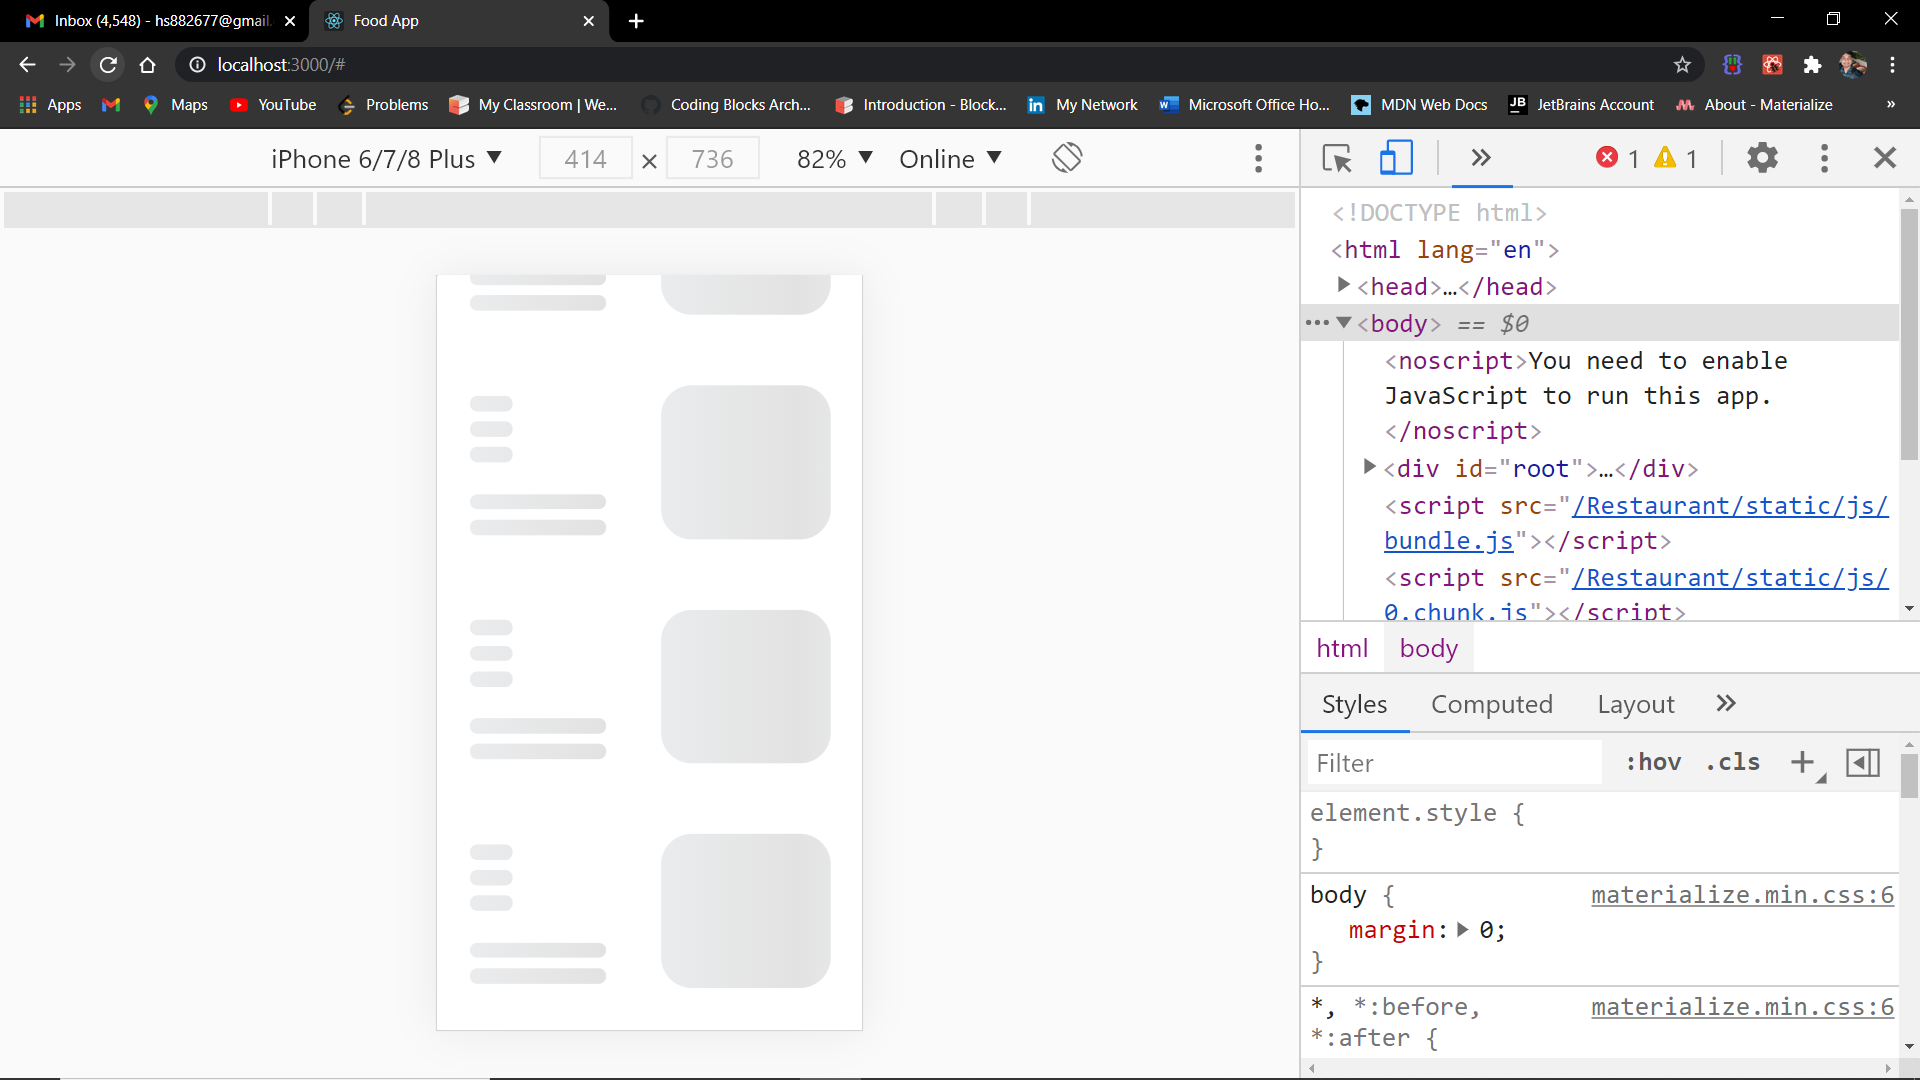 Inbox (4,548) - hs882677@gmail.
Food App
localhost:3000/#
Apps
Maps
YouTube
Problems
My Classroom | We...
Coding Blocks Arch...
Introduction - Block...
My Network
Microsoft Office Ho...
MDN Web Docs
JetBrains Account
About - Materialize
»
iPhone 6/7/8 Plus
414 × 736
82%
Online
1
1
<!DOCTYPE html>
<html lang="en">
<head>…</head>
<body> == $0
<noscript>You need to enable
JavaScript to run this app.
</noscript>
<div id="root">…</div>
<script src="/Restaurant/static/js/
bundle.js"></script>
<script src="/Restaurant/static/js/
0.chunk.js"></script>
html body
Styles Computed Layout
Filter :hov .cls
element.style {
}
body { materialize.min.css:6
margin: 0;
}
*, *:before, materialize.min.css:6
*:after {